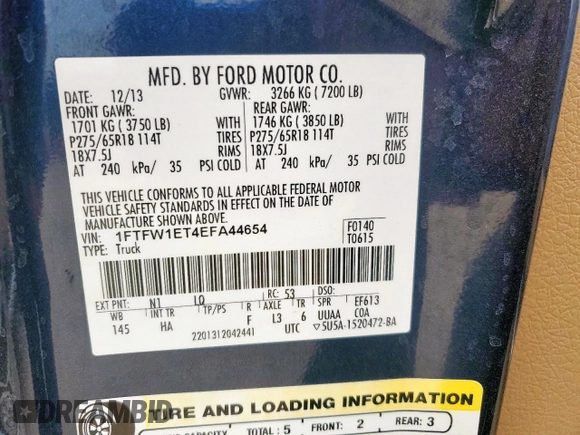 MFD. BY FORD MOTOR CO.
DATE: 12/13 GVWR: 3266 KG ( 7200 LB)
FRONT GAWR: REAR GAWR:
1701 KG ( 3750 LB) WITH 1746 KG ( 3850 LB) WITH
P275/65R18 114T TIRES P275/65R18 114T TIRES
18X7.5J RIMS 18X7.5J RIMS
AT 240 kPa/ 35 PSI COLD AT 240 kPa/ 35 PSI COLD
THIS VEHICLE CONFORMS TO ALL APPLICABLE FEDERAL MOTOR
VEHICLE SAFETY STANDARDS IN EFFECT ON THE DATE OF
MANUFACTURE SHOWN ABOVE.
VIN: 1FTFW1ET4EFA44654 F0140
TYPE: Truck T0615
EXT PNT: N1 LQ RC: 53 DSO:
WB INT TR TP/PS R AXLE TR SPR EF613
145 HA F L3 6 UUAA COA
2201312042441 UTC 5U5A-1520472-BA
TIRE AND LOADING INFORMATION
CAPACITY TOTAL: 5 FRONT: 2 REAR: 3
DREAMBID